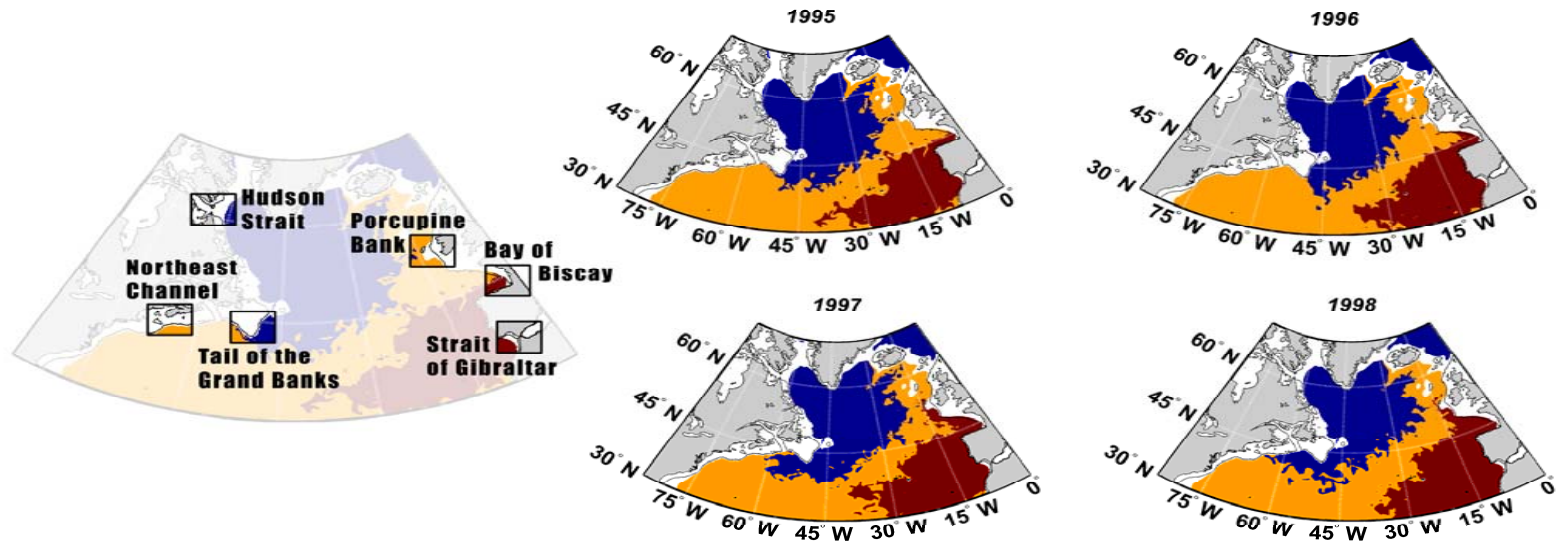 Hudson
Strait
Porcupine
Bank
Bay of
Biscay
Northeast
Channel
Tail of the
Grand Banks
Strait
of Gibraltar
1995
60° N
45° N
30° N
75° W
60° W
45° W
30° W
15° W
0°
1996
60° N
45° N
30° N
75° W
60° W
45° W
30° W
15° W
0°
1997
60° N
45° N
30° N
75° W
60° W
45° W
30° W
15° W
0°
1998
60° N
45° N
30° N
75° W
60° W
45° W
30° W
15° W
0°